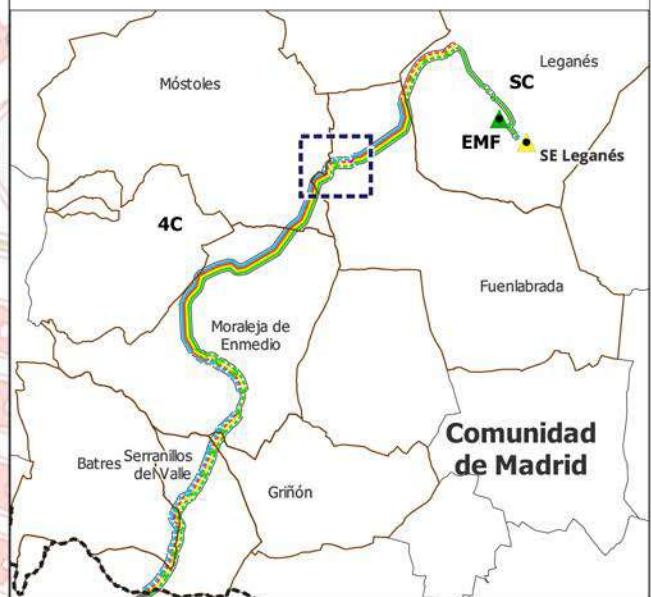 Leganés
SC
Móstoles
EMF
SE Leganés
4C
Fuenlabrada
Moraleja de
Enmedio
Comunidad
de Madrid
Batres
Serranillos
del Valle
Griñón